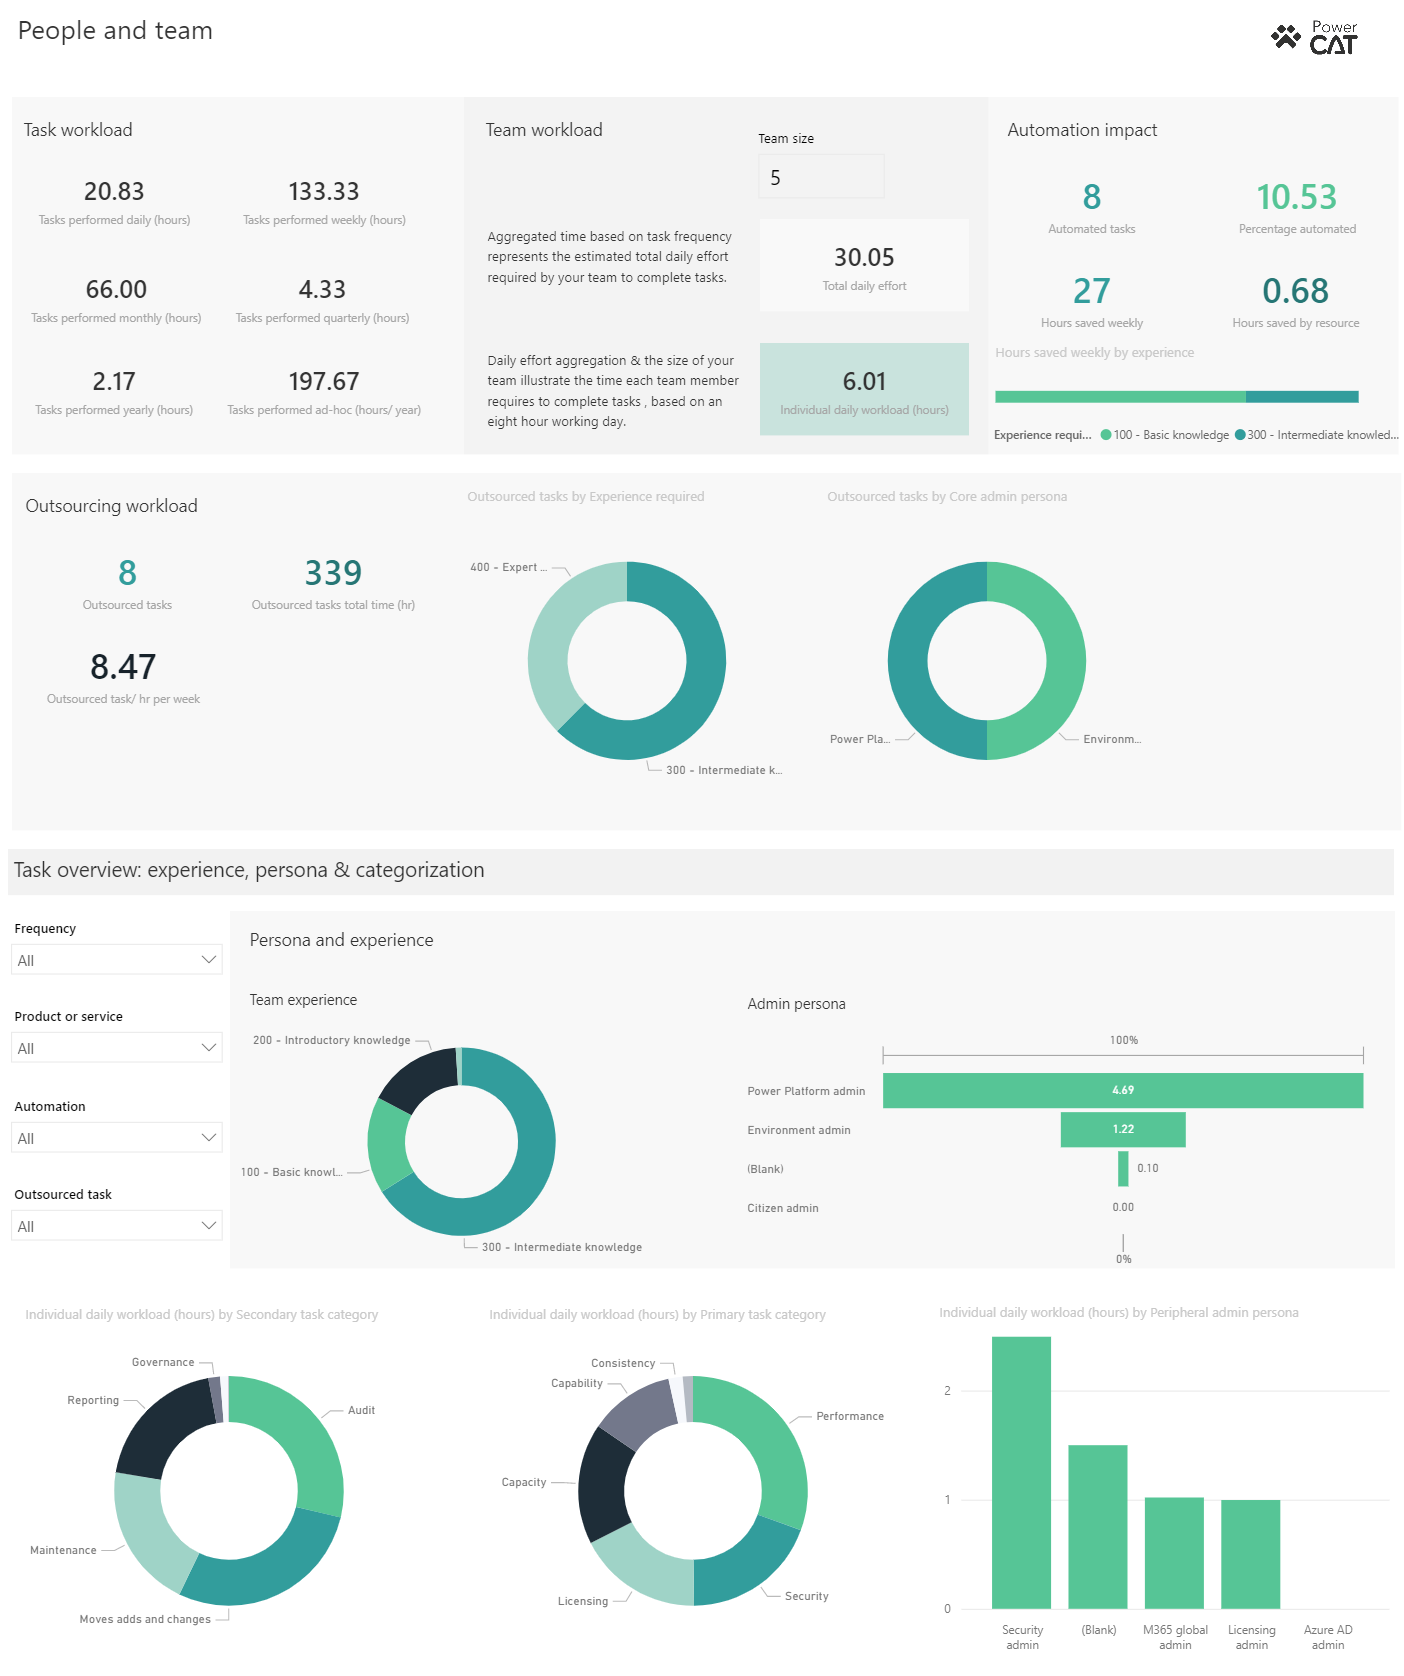 People and team
Power
CAT
Task workload
20.83
Tasks performed daily (hours)
133.33
Tasks performed weekly (hours)
66.00
Tasks performed monthly (hours)
4.33
Tasks performed quarterly (hours)
2.17
Tasks performed yearly (hours)
197.67
Tasks performed ad-hoc (hours/ year)
Team workload
Team size
5
Aggregated time based on task frequency
represents the estimated total daily effort
required by your team to complete tasks.
30.05
Total daily effort
Daily effort aggregation & the size of your
team illustrate the time each team member
requires to complete tasks , based on an
eight hour working day.
6.01
Individual daily workload (hours)
Automation impact
8
Automated tasks
10.53
Percentage automated
27
Hours saved weekly
0.68
Hours saved by resource
Hours saved weekly by experience
Experience requi... 100 - Basic knowledge 300 - Intermediate knowled...
Outsourcing workload
8
Outsourced tasks
339
Outsourced tasks total time (hr)
8.47
Outsourced task/ hr per week
Outsourced tasks by Experience required
400 - Expert ...
300 - Intermediate k...
Outsourced tasks by Core admin persona
Power Pla...
Environm...
Task overview: experience, persona & categorization
Frequency
All
Product or service
All
Automation
All
Outsourced task
All
Persona and experience
Team experience
200 - Introductory knowledge
100 - Basic knowl...
300 - Intermediate knowledge
Admin persona
100%
Power Platform admin 4.69
Environment admin 1.22
(Blank) 0.10
Citizen admin 0.00
0%
Individual daily workload (hours) by Secondary task category
Governance
Reporting
Audit
Maintenance
Moves adds and changes
Individual daily workload (hours) by Primary task category
Consistency
Capability
Performance
Capacity
Licensing
Security
Individual daily workload (hours) by Peripheral admin persona
2
1
0
Security
admin
(Blank)
M365 global
admin
Licensing
admin
Azure AD
admin